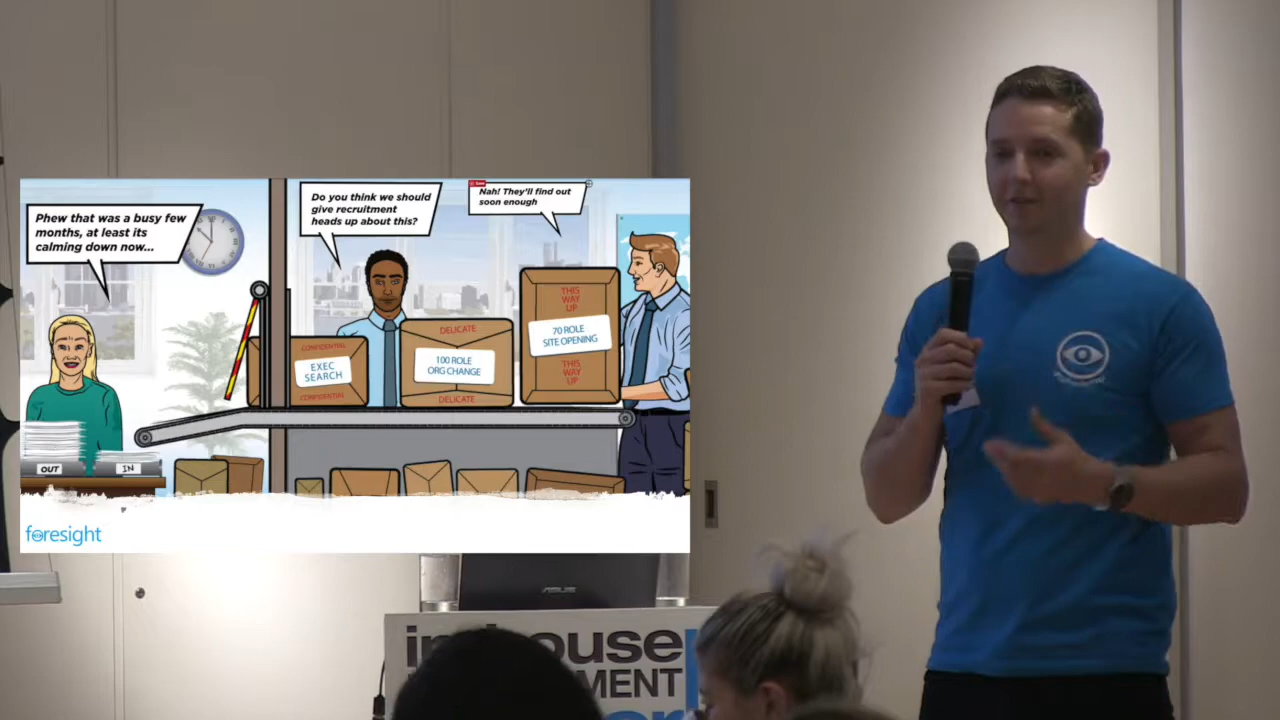 Phew that was a busy few
months, at least its
calming down now...
Do you think we should
give recruitment
heads up about this?
Nah! They'll find out
soon enough
CONFIDENTIAL
EXEC
SEARCH
CONFIDENTIAL
DELICATE
100 ROLE
ORG CHANGE
DELICATE
THIS
WAY
UP
70 ROLE
SITE OPENING
THIS
WAY
UP
OUT
IN
foresight
ASUS